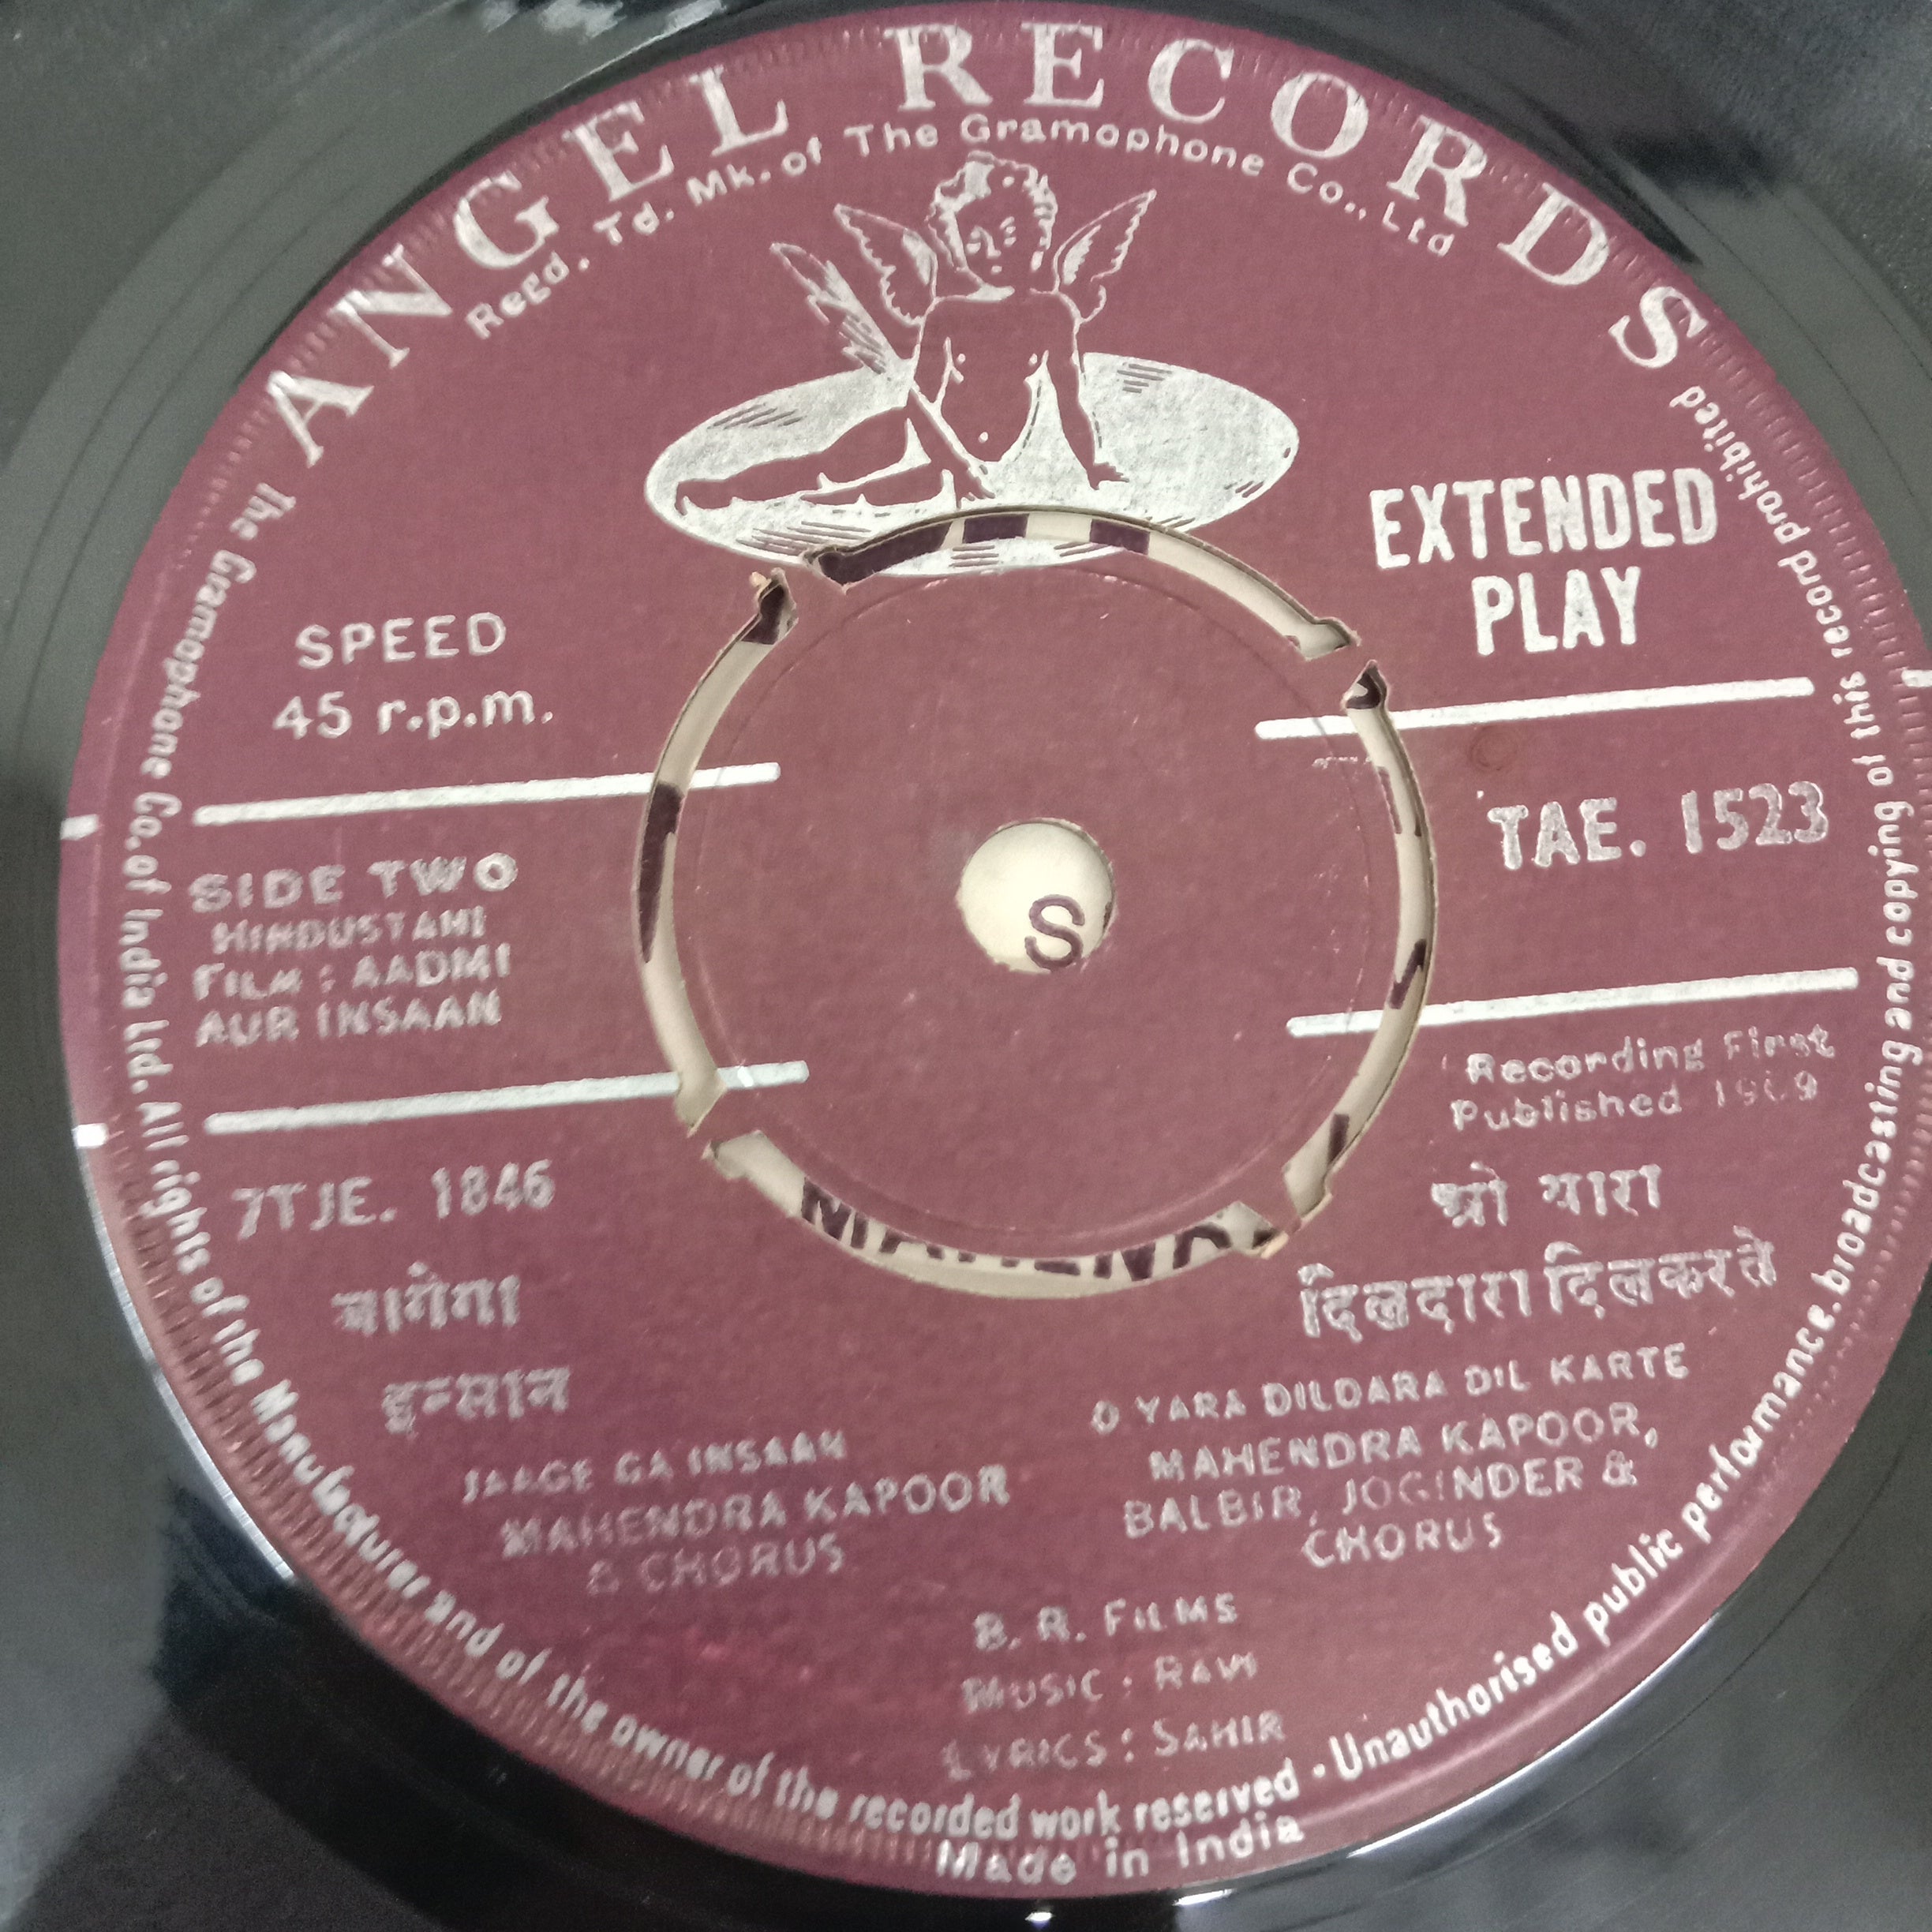 ANGEL RECORDS
Regd. Td. Mk. of The Gramophone Co., Ltd
EXTENDED
PLAY
SPEED
45 r.p.m.
TAE. 1523
SIDE TWO
HINDUSTANI
FILM : AADMI
AUR INSAAN
Recording First
Published 1969
7TJE. 1846
जागेगा
इन्सान
JAAGE GA INSAAN
MAHENDRA KAPOOR
& CHORUS
ओ यारा
दिलदारा दिल करते
O YARA DILDARA DIL KARTE
MAHENDRA KAPOOR,
BALBIR, JOGINDER &
CHORUS
B. R. FILMS
MUSIC : RAVI
LYRICS : SAHIR
The Gramophone Co. of India Ltd. All rights of the Manufacturer and of the owner of the recorded work reserved · Unauthorised public performance, broadcasting and copying of this record prohibited
Made in India
S